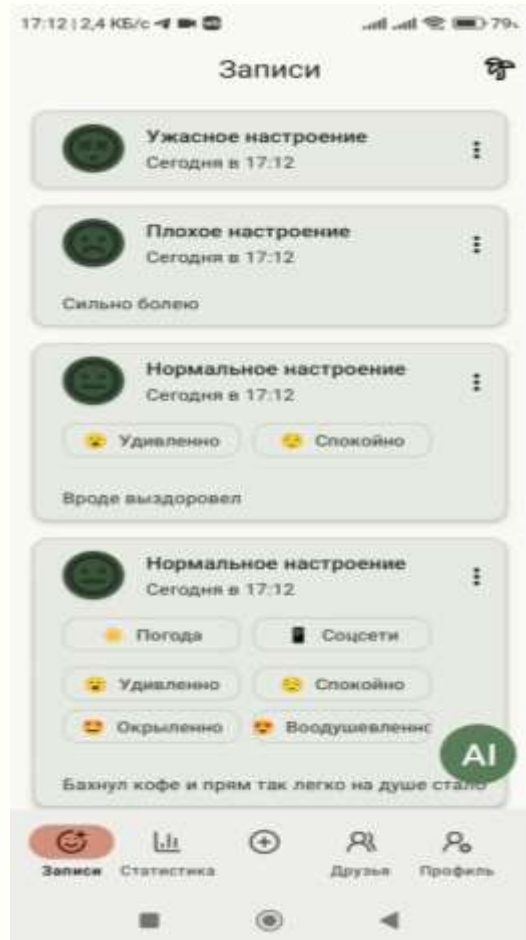 17:12 | 2,4 КБ/с
79
Записи
Ужасное настроение
Сегодня в 17:12
Плохое настроение
Сегодня в 17:12
Сильно болею
Нормальное настроение
Сегодня в 17:12
Удивленно Спокойно
Вроде выздоровел
Нормальное настроение
Сегодня в 17:12
Погода Соцсети
Удивленно Спокойно
Окрыленно Воодушевленно
AI
Бахнул кофе и прям так легко на душе стало
Записи Статистика Друзья Профиль